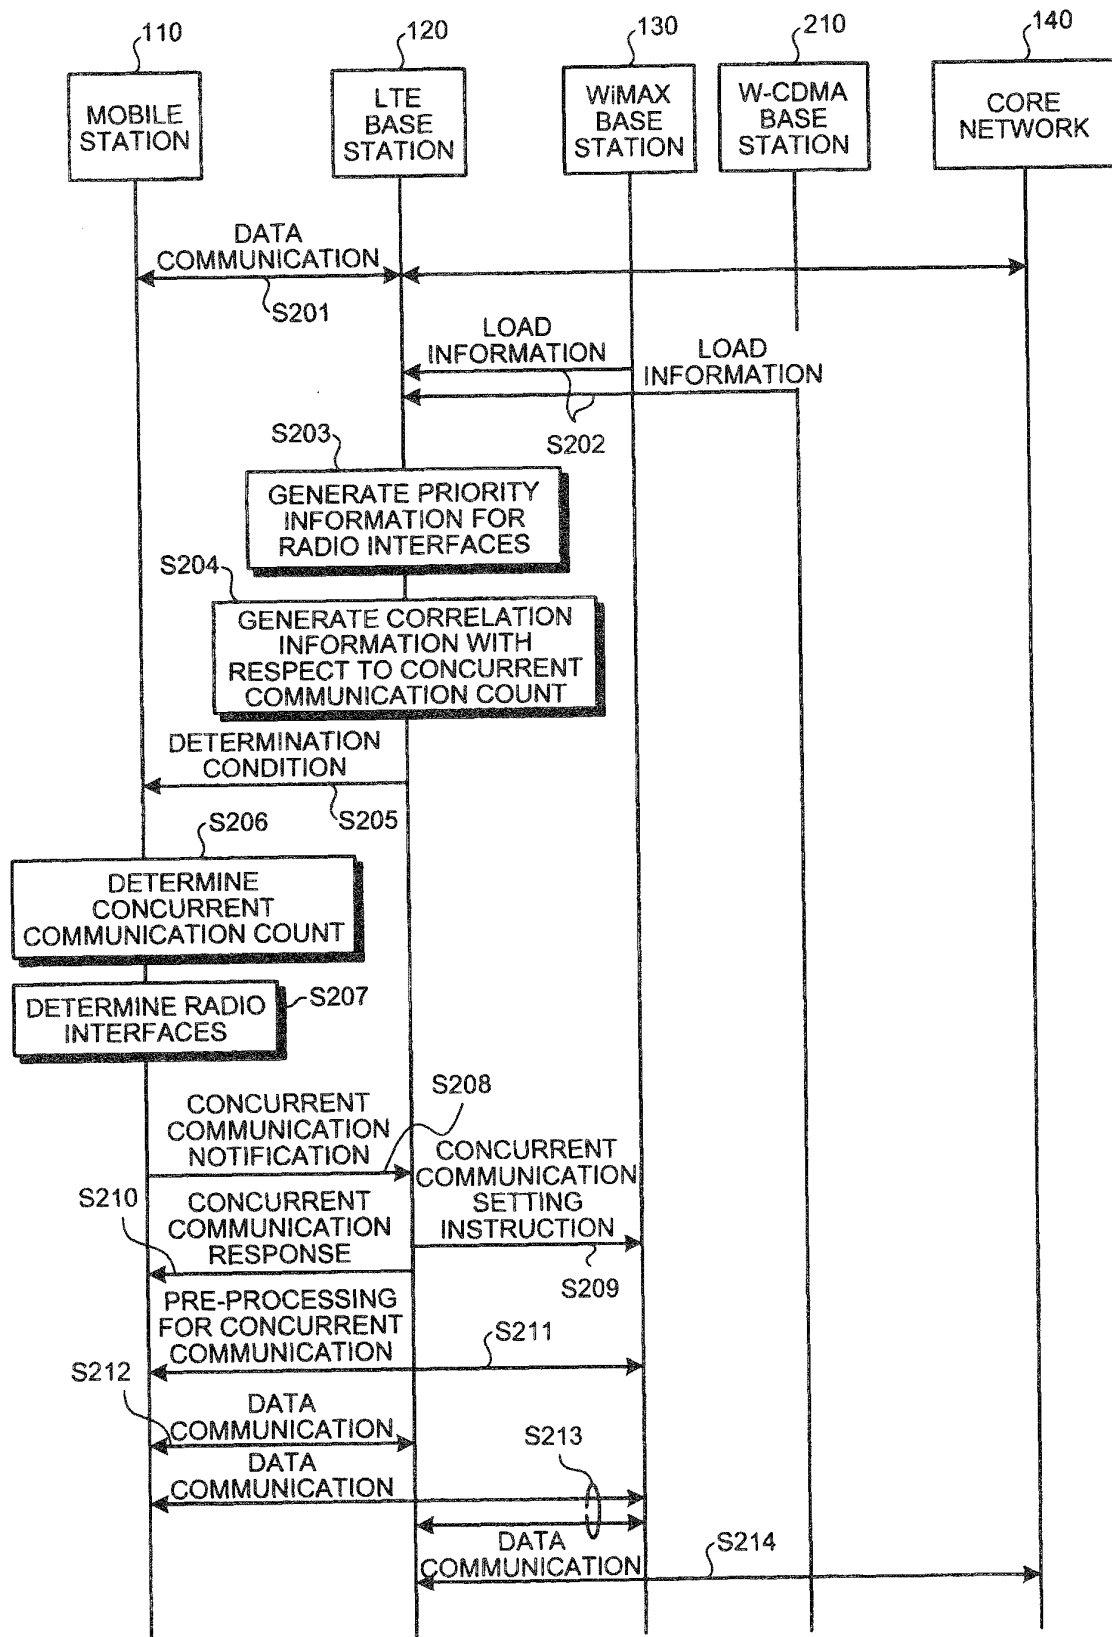 110
120
130
210
140
MOBILE
STATION
LTE
BASE
STATION
WiMAX
BASE
STATION
W-CDMA
BASE
STATION
CORE
NETWORK
DATA
COMMUNICATION
S201
LOAD
INFORMATION
LOAD
INFORMATION
S202
S203
GENERATE PRIORITY
INFORMATION FOR
RADIO INTERFACES
S204
GENERATE CORRELATION
INFORMATION WITH
RESPECT TO CONCURRENT
COMMUNICATION COUNT
DETERMINATION
CONDITION
S205
S206
DETERMINE
CONCURRENT
COMMUNICATION COUNT
DETERMINE RADIO
INTERFACES
S207
S208
CONCURRENT
COMMUNICATION
NOTIFICATION
CONCURRENT
COMMUNICATION
SETTING
INSTRUCTION
S209
S210
CONCURRENT
COMMUNICATION
RESPONSE
PRE-PROCESSING
FOR CONCURRENT
COMMUNICATION
S211
S212
DATA
COMMUNICATION
DATA
COMMUNICATION
S213
DATA
COMMUNICATION
S214